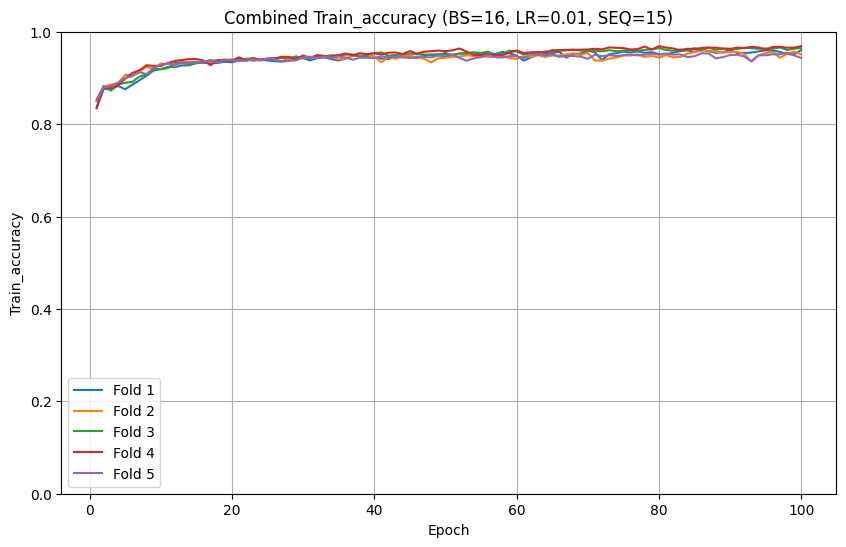 Combined Train_accuracy (BS=16, LR=0.01, SEQ=15)
Train_accuracy
1.0
0.8
0.6
0.4
0.2
0.0
Fold 1
Fold 2
Fold 3
Fold 4
Fold 5
0 20 40 60 80 100
Epoch